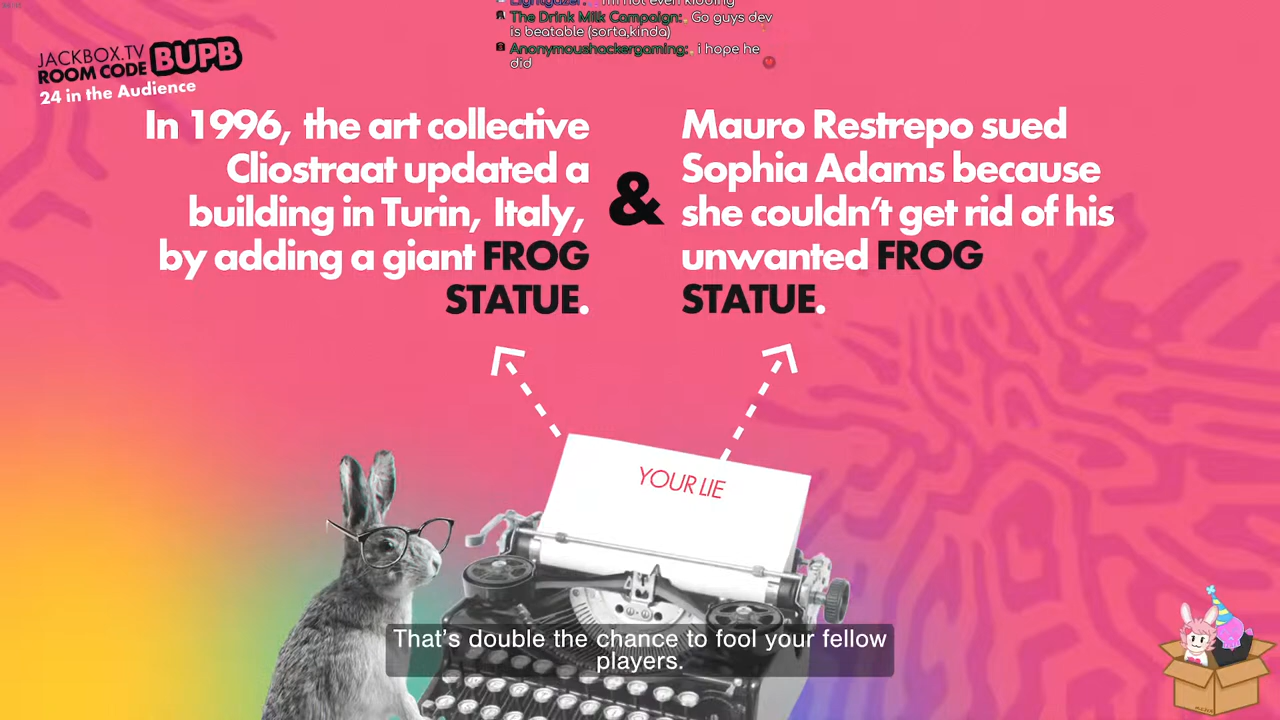 I'm not even kidding
The Drink Milk Campaign: Go guys dev
is beatable (sorta,kinda)
Anonymoushackergaming: i hope he
did
JACKBOX.TV
ROOM CODE BUPB
24 in the Audience
In 1996, the art collective
Cliostraat updated a
building in Turin, Italy,
by adding a giant FROG
STATUE.
&
Mauro Restrepo sued
Sophia Adams because
she couldn't get rid of his
unwanted FROG
STATUE.
YOUR LIE
That's double the chance to fool your fellow
players.